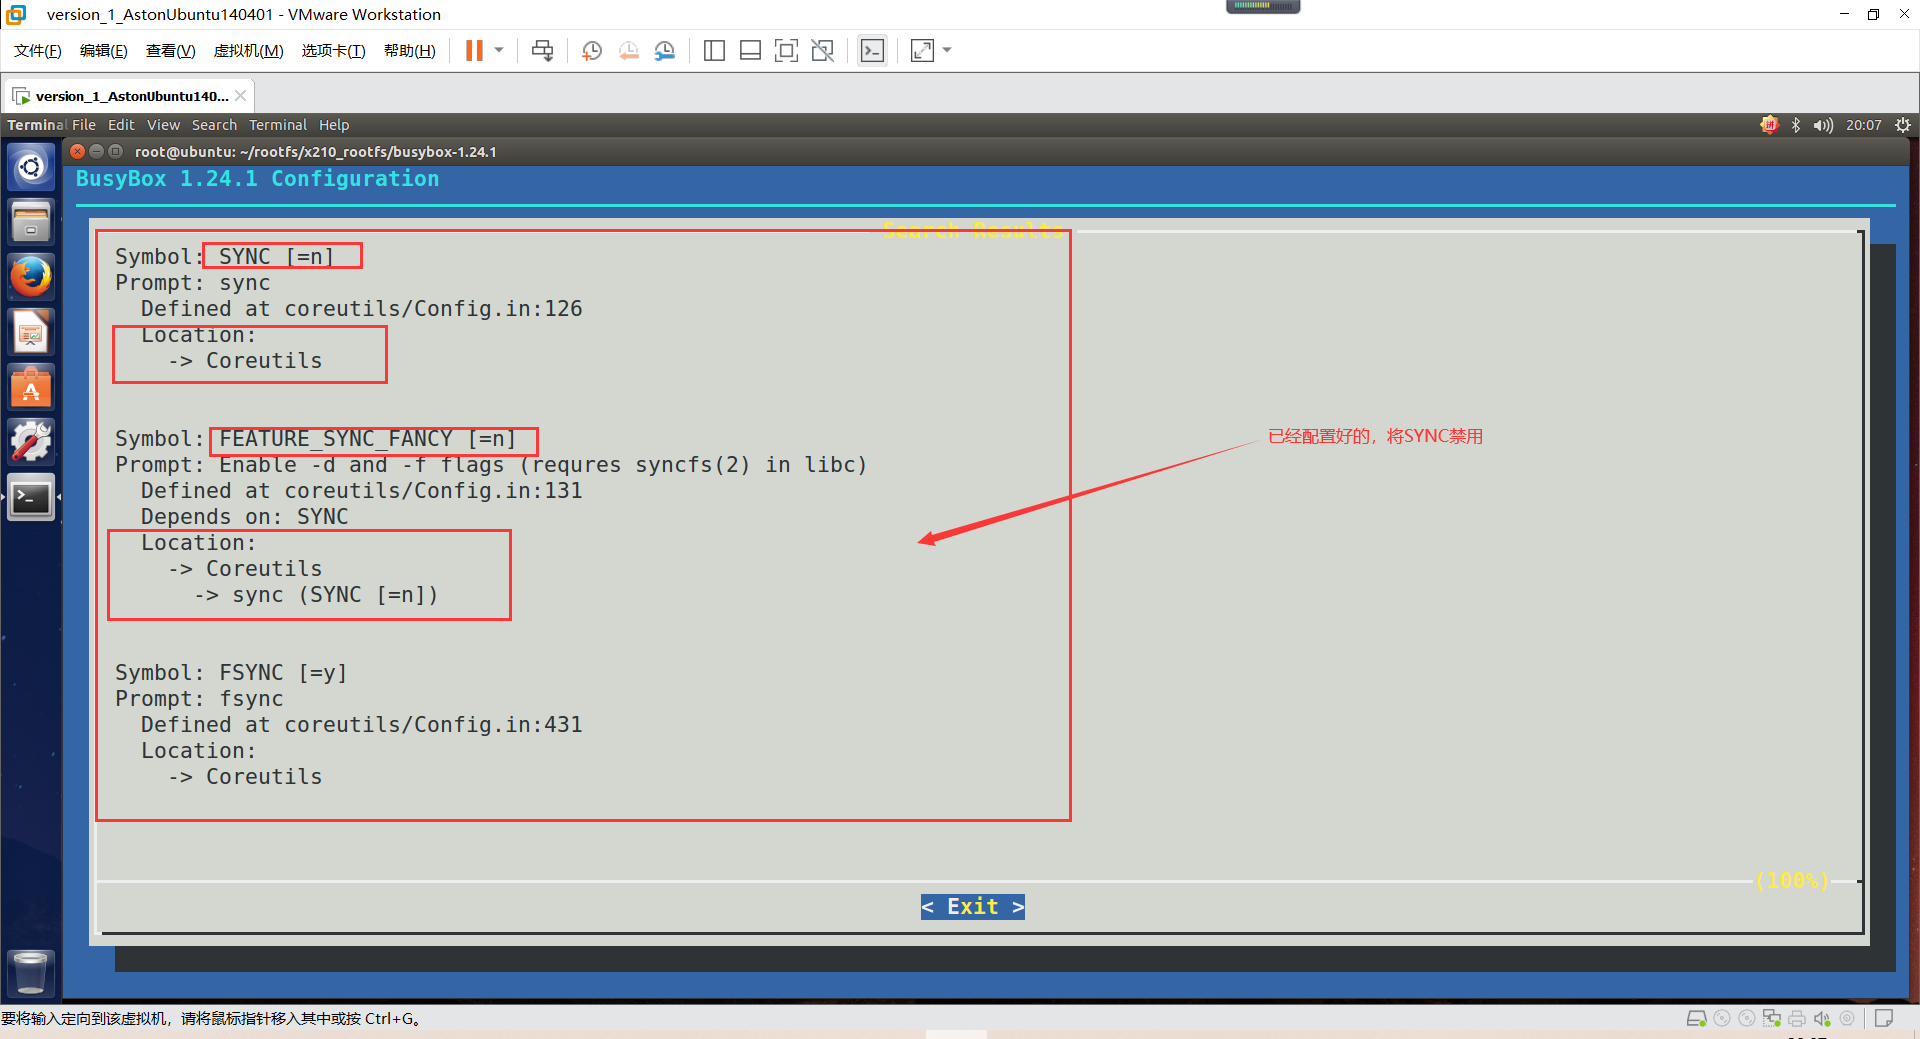 version_1_AstonUbuntu140401 - VMware Workstation
文件(F) 编辑(E) 查看(V) 虚拟机(M) 选项卡(T) 帮助(H)
version_1_AstonUbuntu140...
Terminal File Edit View Search Terminal Help 20:07
root@ubuntu: ~/rootfs/x210_rootfs/busybox-1.24.1
BusyBox 1.24.1 Configuration
Search Results
Symbol: SYNC [=n]
Prompt: sync
Defined at coreutils/Config.in:126
Location:
-> Coreutils
Symbol: FEATURE_SYNC_FANCY [=n]
已经配置好的，将SYNC禁用
Prompt: Enable -d and -f flags (requres syncfs(2) in libc)
Defined at coreutils/Config.in:131
Depends on: SYNC
Location:
-> Coreutils
-> sync (SYNC [=n])
Symbol: FSYNC [=y]
Prompt: fsync
Defined at coreutils/Config.in:431
Location:
-> Coreutils
(100%)
< Exit >
要将输入定向到该虚拟机，请将鼠标指针移入其中或按 Ctrl+G。